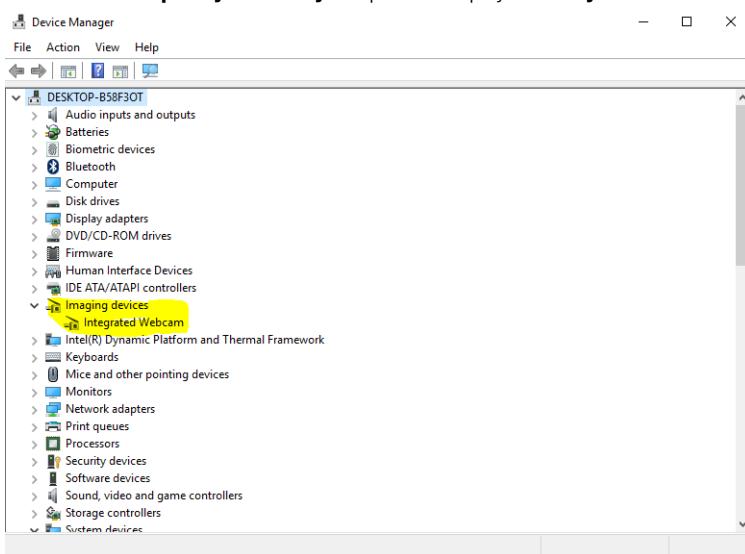 Device Manager
File Action View Help
DESKTOP-B58F3OT
Audio inputs and outputs
Batteries
Biometric devices
Bluetooth
Computer
Disk drives
Display adapters
DVD/CD-ROM drives
Firmware
Human Interface Devices
IDE ATA/ATAPI controllers
Imaging devices
Integrated Webcam
Intel(R) Dynamic Platform and Thermal Framework
Keyboards
Mice and other pointing devices
Monitors
Network adapters
Print queues
Processors
Security devices
Software devices
Sound, video and game controllers
Storage controllers
System devices